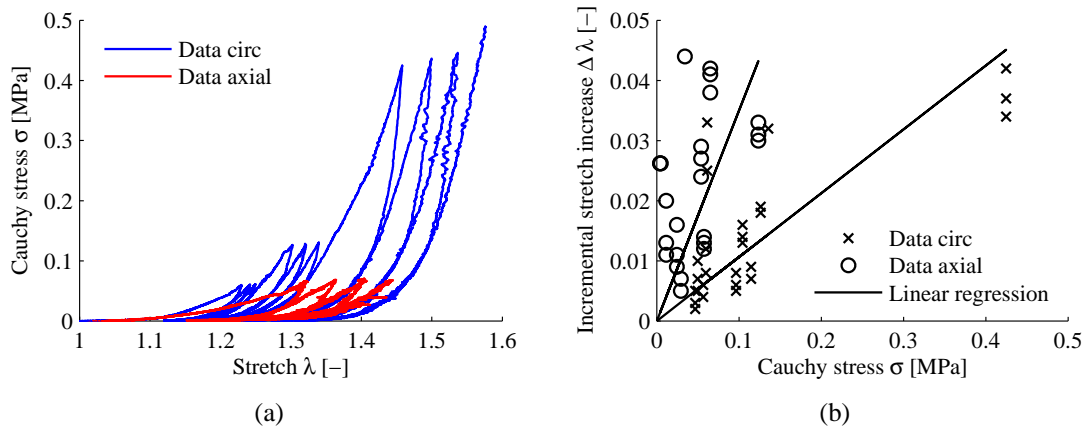 Cauchy stress σ [MPa]
0.5
0.4
0.3
0.2
0.1
0
Data circ
Data axial
1
1.1
1.2
1.3
1.4
1.5
1.6
Stretch λ [−]
(a)
Incremental stretch increase Δ λ [−]
0.05
0.04
0.03
0.02
0.01
0
Data circ
Data axial
Linear regression
0
0.1
0.2
0.3
0.4
0.5
Cauchy stress σ [MPa]
(b)